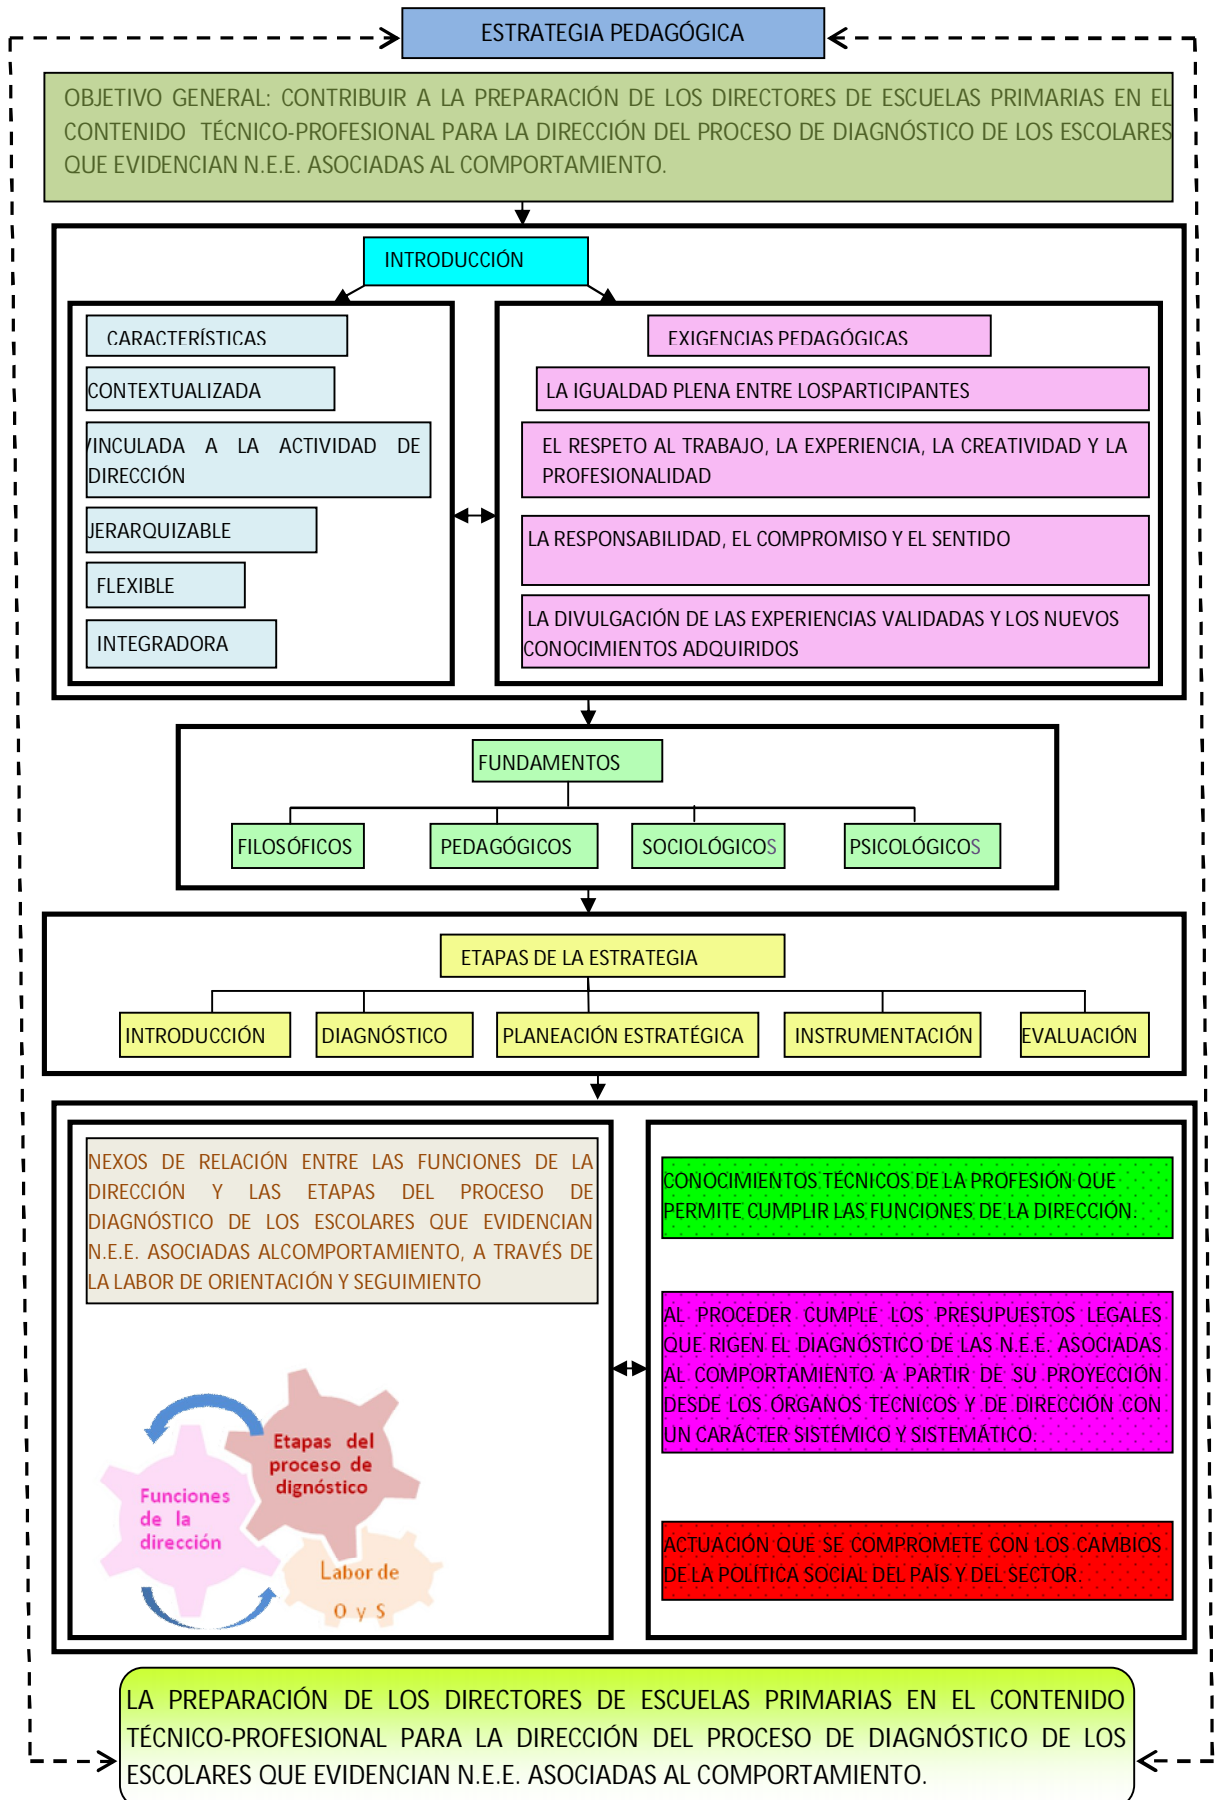 ESTRATEGIA PEDAGÓGICA
OBJETIVO GENERAL: CONTRIBUIR A LA PREPARACIÓN DE LOS DIRECTORES DE ESCUELAS PRIMARIAS EN EL
CONTENIDO TÉCNICO-PROFESIONAL PARA LA DIRECCIÓN DEL PROCESO DE DIAGNÓSTICO DE LOS ESCOLARES
QUE EVIDENCIAN N.E.E. ASOCIADAS AL COMPORTAMIENTO.
INTRODUCCIÓN
CARACTERÍSTICAS
CONTEXTUALIZADA
VINCULADA A LA ACTIVIDAD DE
DIRECCIÓN
JERARQUIZABLE
FLEXIBLE
INTEGRADORA
EXIGENCIAS PEDAGÓGICAS
LA IGUALDAD PLENA ENTRE LOSPARTICIPANTES
EL RESPETO AL TRABAJO, LA EXPERIENCIA, LA CREATIVIDAD Y LA
PROFESIONALIDAD
LA RESPONSABILIDAD, EL COMPROMISO Y EL SENTIDO
LA DIVULGACIÓN DE LAS EXPERIENCIAS VALIDADAS Y LOS NUEVOS
CONOCIMIENTOS ADQUIRIDOS
FUNDAMENTOS
FILOSÓFICOS
PEDAGÓGICOS
SOCIOLÓGICOS
PSICOLÓGICOS
ETAPAS DE LA ESTRATEGIA
INTRODUCCIÓN
DIAGNÓSTICO
PLANEACIÓN ESTRATÉGICA
INSTRUMENTACIÓN
EVALUACIÓN
NEXOS DE RELACIÓN ENTRE LAS FUNCIONES DE LA
DIRECCIÓN Y LAS ETAPAS DEL PROCESO DE
DIAGNÓSTICO DE LOS ESCOLARES QUE EVIDENCIAN
N.E.E. ASOCIADAS ALCOMPORTAMIENTO, A TRAVÉS DE
LA LABOR DE ORIENTACIÓN Y SEGUIMIENTO
Etapas del
proceso de
dignóstico
Funciones
de la
dirección
Labor de
O y S
CONOCIMIENTOS TÉCNICOS DE LA PROFESIÓN QUE
PERMITE CUMPLIR LAS FUNCIONES DE LA DIRECCIÓN.
AL PROCEDER CUMPLE LOS PRESUPUESTOS LEGALES
QUE RIGEN EL DIAGNÓSTICO DE LAS N.E.E. ASOCIADAS
AL COMPORTAMIENTO A PARTIR DE SU PROYECCIÓN
DESDE LOS ÓRGANOS TÉCNICOS Y DE DIRECCIÓN CON
UN CARÁCTER SISTÉMICO Y SISTEMÁTICO.
ACTUACIÓN QUE SE COMPROMETE CON LOS CAMBIOS
DE LA POLÍTICA SOCIAL DEL PAÍS Y DEL SECTOR.
LA PREPARACIÓN DE LOS DIRECTORES DE ESCUELAS PRIMARIAS EN EL CONTENIDO
TÉCNICO-PROFESIONAL PARA LA DIRECCIÓN DEL PROCESO DE DIAGNÓSTICO DE LOS
ESCOLARES QUE EVIDENCIAN N.E.E. ASOCIADAS AL COMPORTAMIENTO.